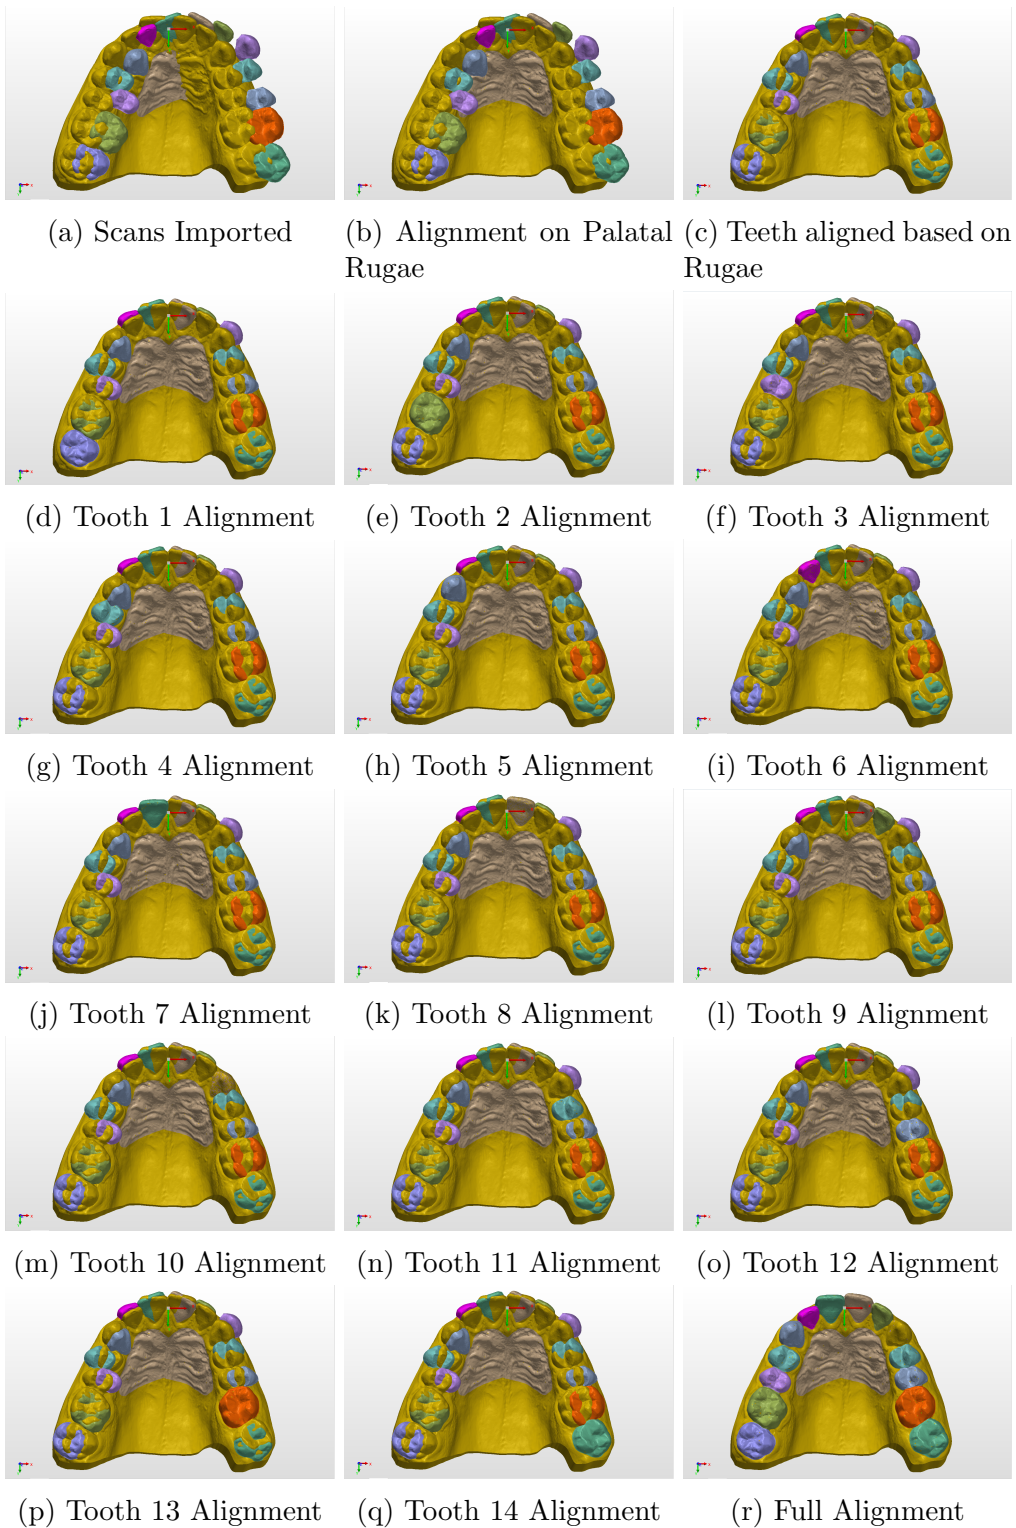 (a) Scans Imported
(b) Alignment on Palatal
Rugae
(c) Teeth aligned based on
Rugae
(d) Tooth 1 Alignment
(e) Tooth 2 Alignment
(f) Tooth 3 Alignment
(g) Tooth 4 Alignment
(h) Tooth 5 Alignment
(i) Tooth 6 Alignment
(j) Tooth 7 Alignment
(k) Tooth 8 Alignment
(l) Tooth 9 Alignment
(m) Tooth 10 Alignment
(n) Tooth 11 Alignment
(o) Tooth 12 Alignment
(p) Tooth 13 Alignment
(q) Tooth 14 Alignment
(r) Full Alignment